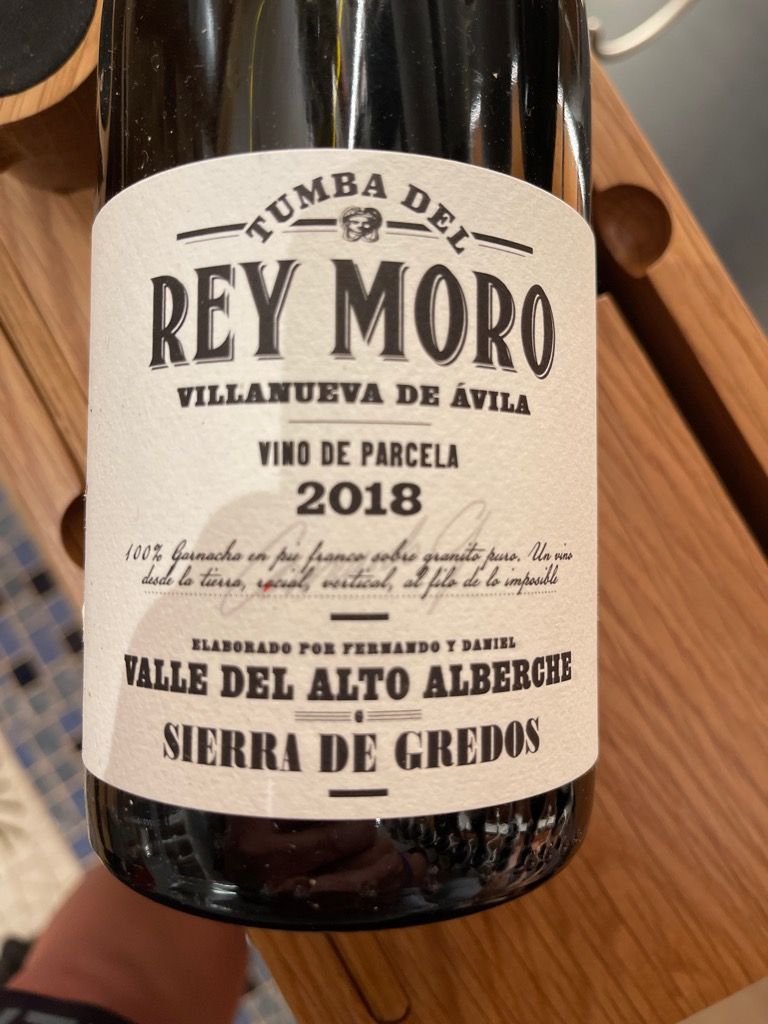 TUMBA DEL
REY MORO
VILLANUEVA DE ÁVILA
VINO DE PARCELA
2018
100% Garnacha en pie franco sobre granito puro. Un vino
desde la tierra, racial, vertical, al filo de lo imposible
ELABORADO POR FERNANDO Y DANIEL
VALLE DEL ALTO ALBERCHE
SIERRA DE GREDOS